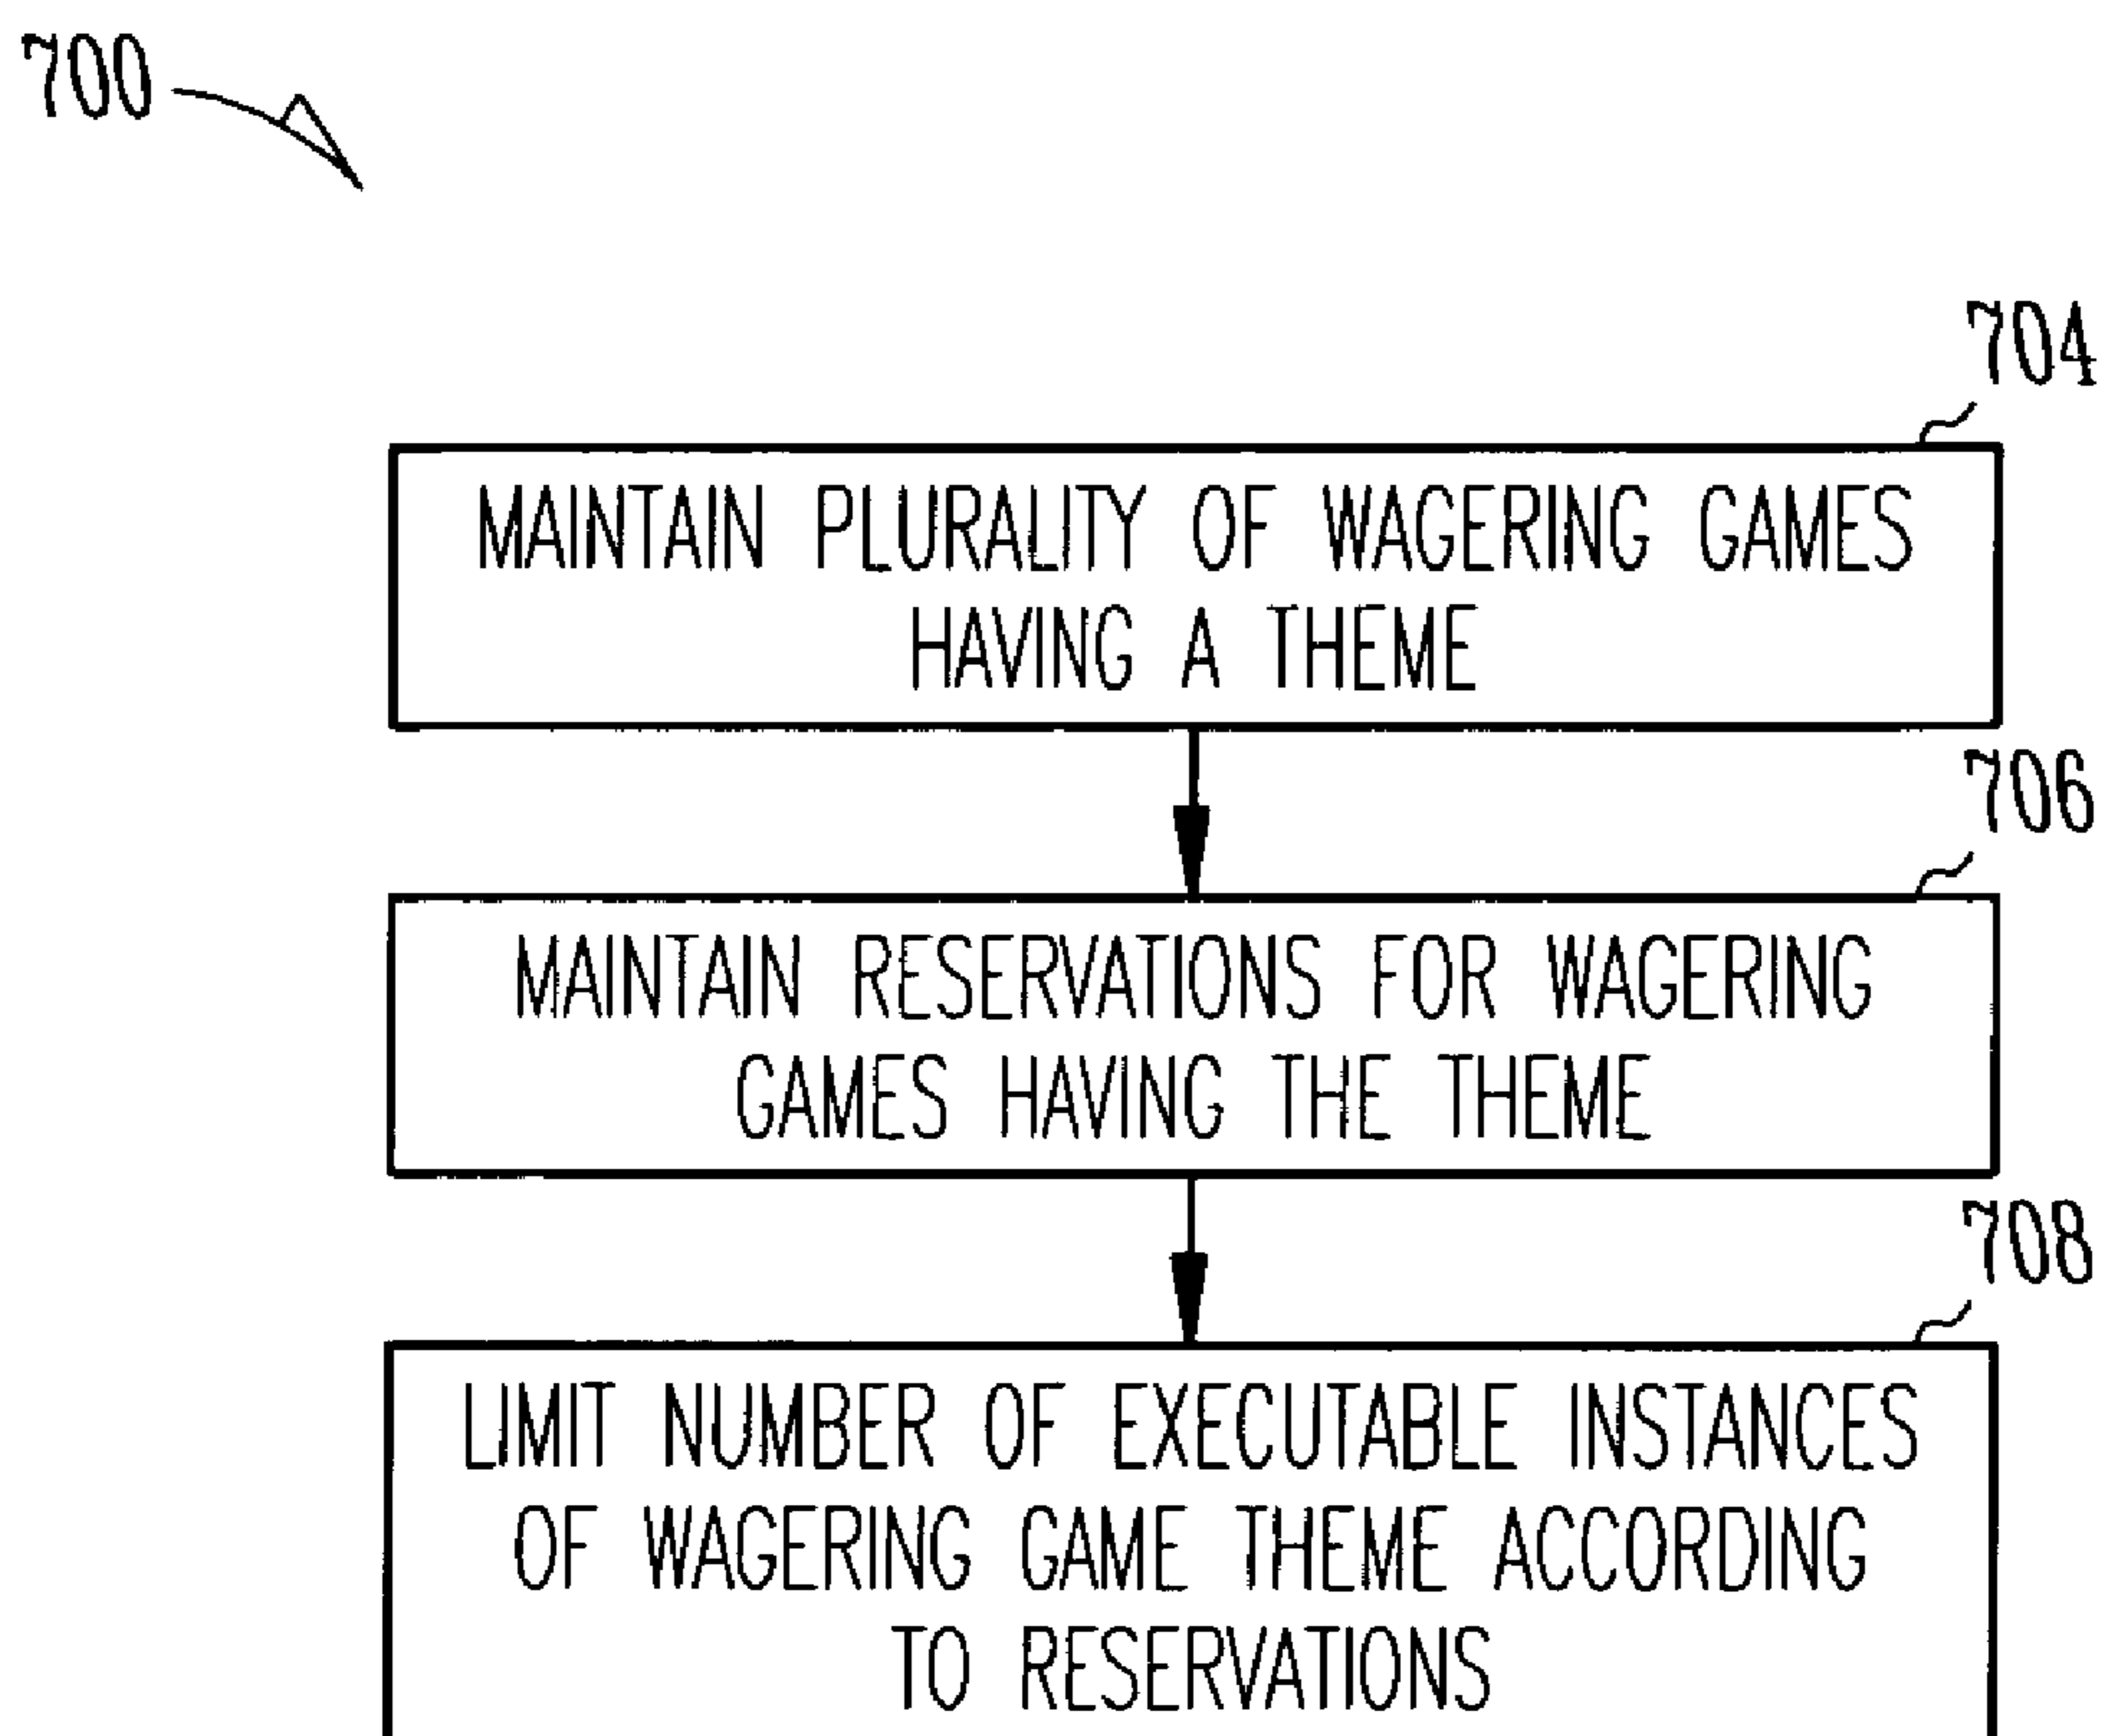 700
704
MAINTAIN PLURALITY OF WAGERING GAMES
HAVING A THEME
706
MAINTAIN RESERVATIONS FOR WAGERING
GAMES HAVING THE THEME
708
LIMIT NUMBER OF EXECUTABLE INSTANCES
OF WAGERING GAME THEME ACCORDING
TO RESERVATIONS